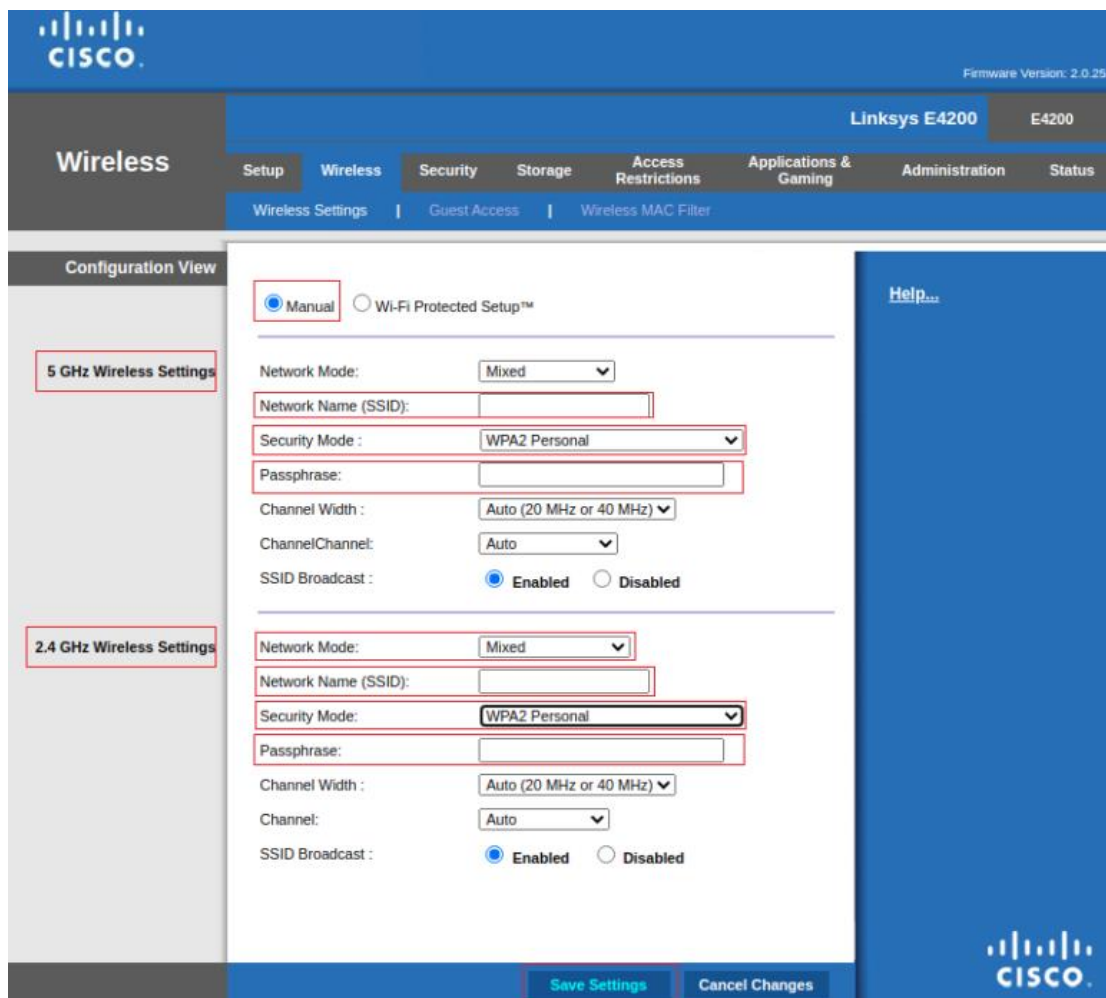 CISCO.
Firmware Version: 2.0.25
Linksys E4200 E4200
Wireless
Setup Wireless Security Storage Access Restrictions Applications & Gaming Administration Status
Wireless Settings | Guest Access | Wireless MAC Filter
Configuration View
Manual Wi-Fi Protected Setup™
Help...
5 GHz Wireless Settings
Network Mode: Mixed
Network Name (SSID):
Security Mode : WPA2 Personal
Passphrase:
Channel Width : Auto (20 MHz or 40 MHz)
ChannelChannel: Auto
SSID Broadcast : Enabled Disabled
2.4 GHz Wireless Settings
Network Mode: Mixed
Network Name (SSID):
Security Mode: WPA2 Personal
Passphrase:
Channel Width : Auto (20 MHz or 40 MHz)
Channel: Auto
SSID Broadcast : Enabled Disabled
Save Settings Cancel Changes
CISCO.